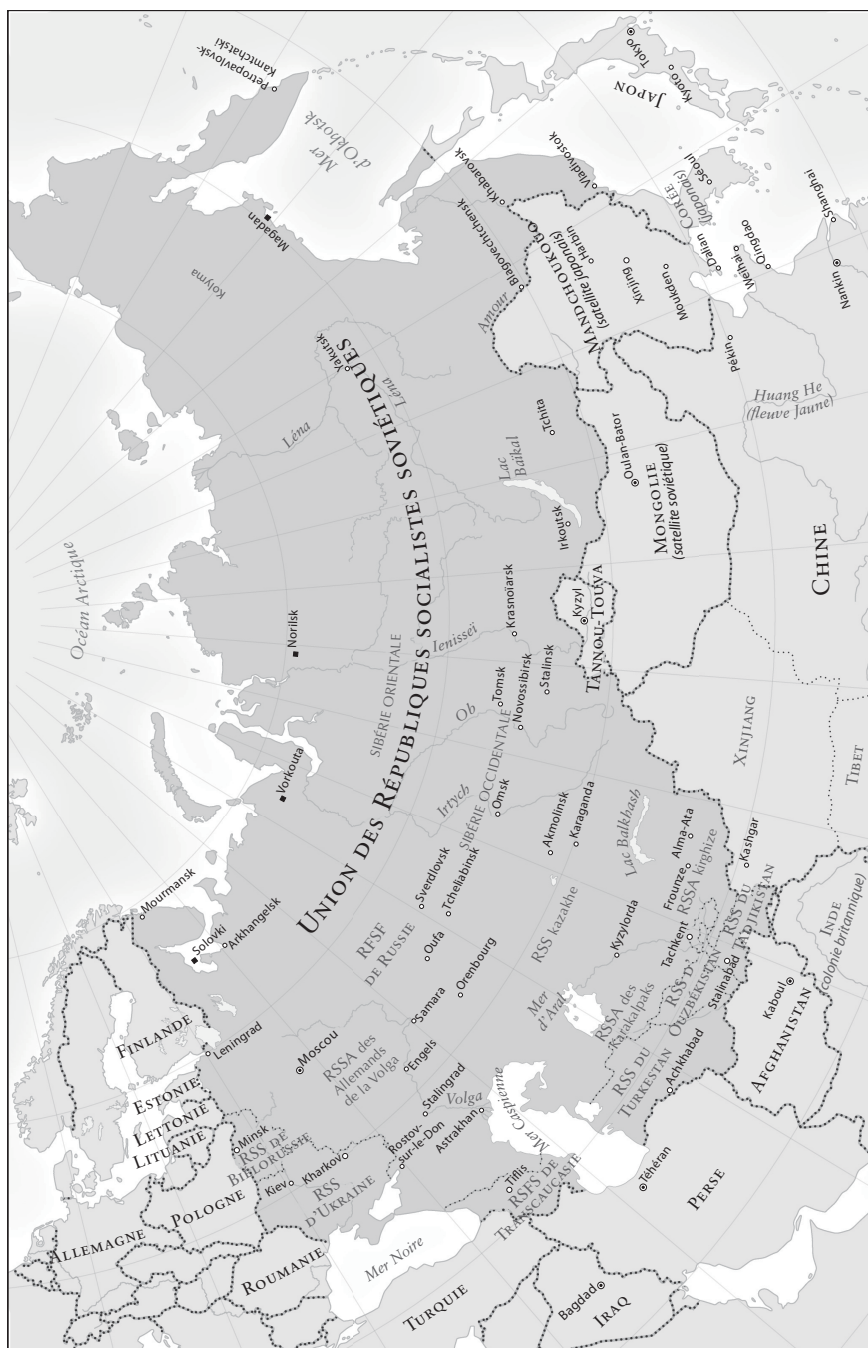 Océan Arctique
Petropavlovsk-
Kamtchatski
Mer
d'Okhotsk
Magadan
Kolyma
Yakutsk
Léna
Léna
Norilsk
Vorkouta
Mourmansk
Solovki
Arkhangelsk
UNION DES RÉPUBLIQUES SOCIALISTES SOVIÉTIQUES
SIBÉRIE ORIENTALE
Ienisseï
Ob
Irtych
SIBÉRIE OCCIDENTALE
Krasnoïarsk
Tomsk
Novossibirsk
Stalinsk
Omsk
Lac
Baïkal
Irkoutsk
Tchita
Amour
Blagovechtchensk
Khabarovsk
Vladivostok
JAPON
Tokyo
Kyoto
CORÉE
(japonais)
Séoul
MANDCHOUKOUO
(satellite japonais)
Harbin
Xinjing
Moukden
Dalian
Weihai
Qingdao
Shanghai
Nankin
Pékin
Huang He
(fleuve Jaune)
Oulan-Bator
MONGOLIE
(satellite soviétique)
CHINE
Kyzyl
TANNOU-TOUVA
XINJIANG
TIBET
Kashgar
INDE
(colonie britannique)
Akmolinsk
Karaganda
Lac Balkhash
Alma-Ata
Frounze
RSSA kirghize
RSS DU
TADJIKISTAN
Tachkent
RSS D'
OUZBÉKISTAN
Stalinabad
Kyzylorda
RSS kazakhe
RSSA des
Karakalpaks
Mer
d'Aral
RSS DU
TURKESTAN
Achkhabad
Kaboul
AFGHANISTAN
Sverdlovsk
Tcheliabinsk
RFSF
DE RUSSIE
Oufa
Orenbourg
Samara
Engels
Moscou
RSSA des
Allemands
de la Volga
Stalingrad
Volga
Astrakhan
Rostov-
sur-le-Don
Mer Caspienne
Tiflis
RSFS DE
TRANSCAUCASIE
Téhéran
PERSE
Bagdad
IRAQ
TURQUIE
Mer Noire
FINLANDE
Leningrad
ESTONIE
LETTONIE
LITUANIE
Minsk
RSS DE
BIÉLORUSSIE
Kiev
Kharkov
RSS
D'UKRAINE
POLOGNE
ALLEMAGNE
ROUMANIE